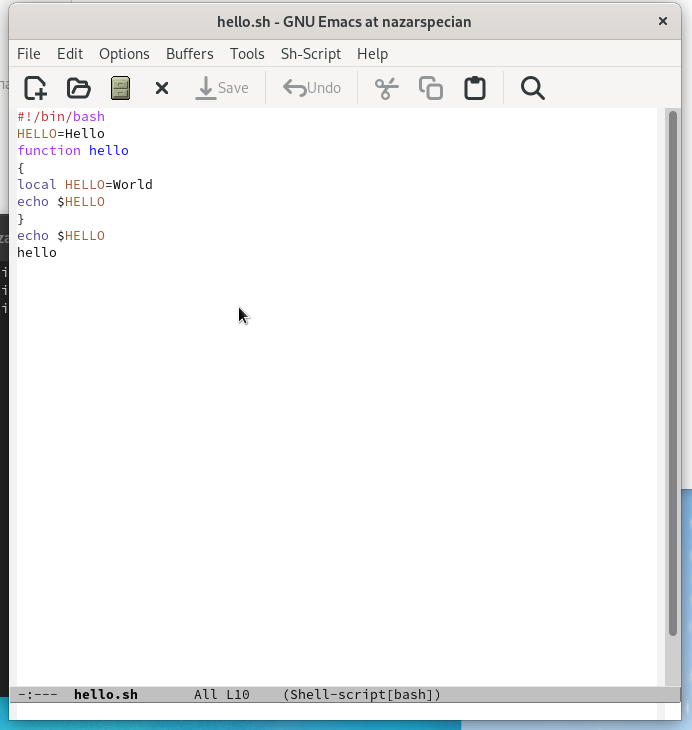 hello.sh - GNU Emacs at nazarspecian
File Edit Options Buffers Tools Sh-Script Help
Save Undo
#!/bin/bash
HELLO=Hello
function hello
{
local HELLO=World
echo $HELLO
}
echo $HELLO
hello
-:--- hello.sh All L10 (Shell-script[bash])